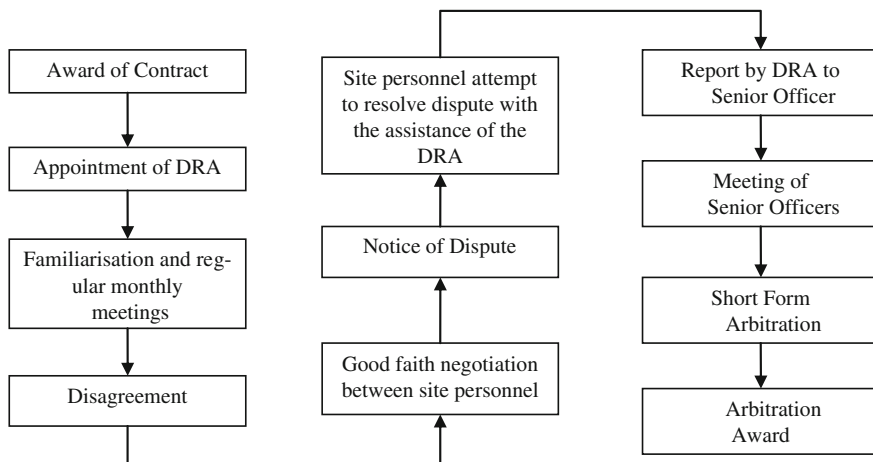 Award of Contract
Appointment of DRA
Familiarisation and reg-
ular monthly
meetings
Disagreement
Site personnel attempt
to resolve dispute with
the assistance of the
DRA
Notice of Dispute
Good faith negotiation
between site personnel
Report by DRA to
Senior Officer
Meeting of
Senior Officers
Short Form
Arbitration
Arbitration
Award